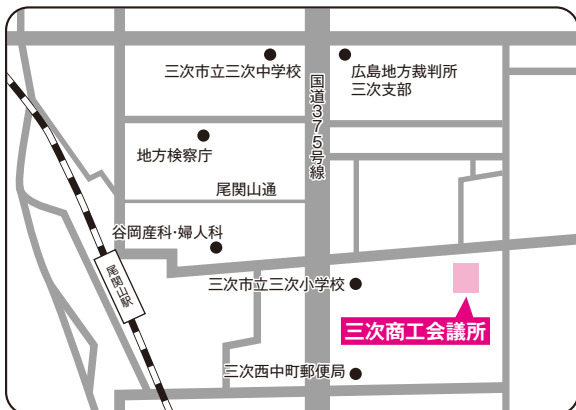 三次市立三次中学校
広島地方裁判所
三次支部
国道375号線
地方検察庁
尾関山通
谷岡産科・婦人科
尾関山駅
三次市立三次小学校
三次商工会議所
三次西中町郵便局